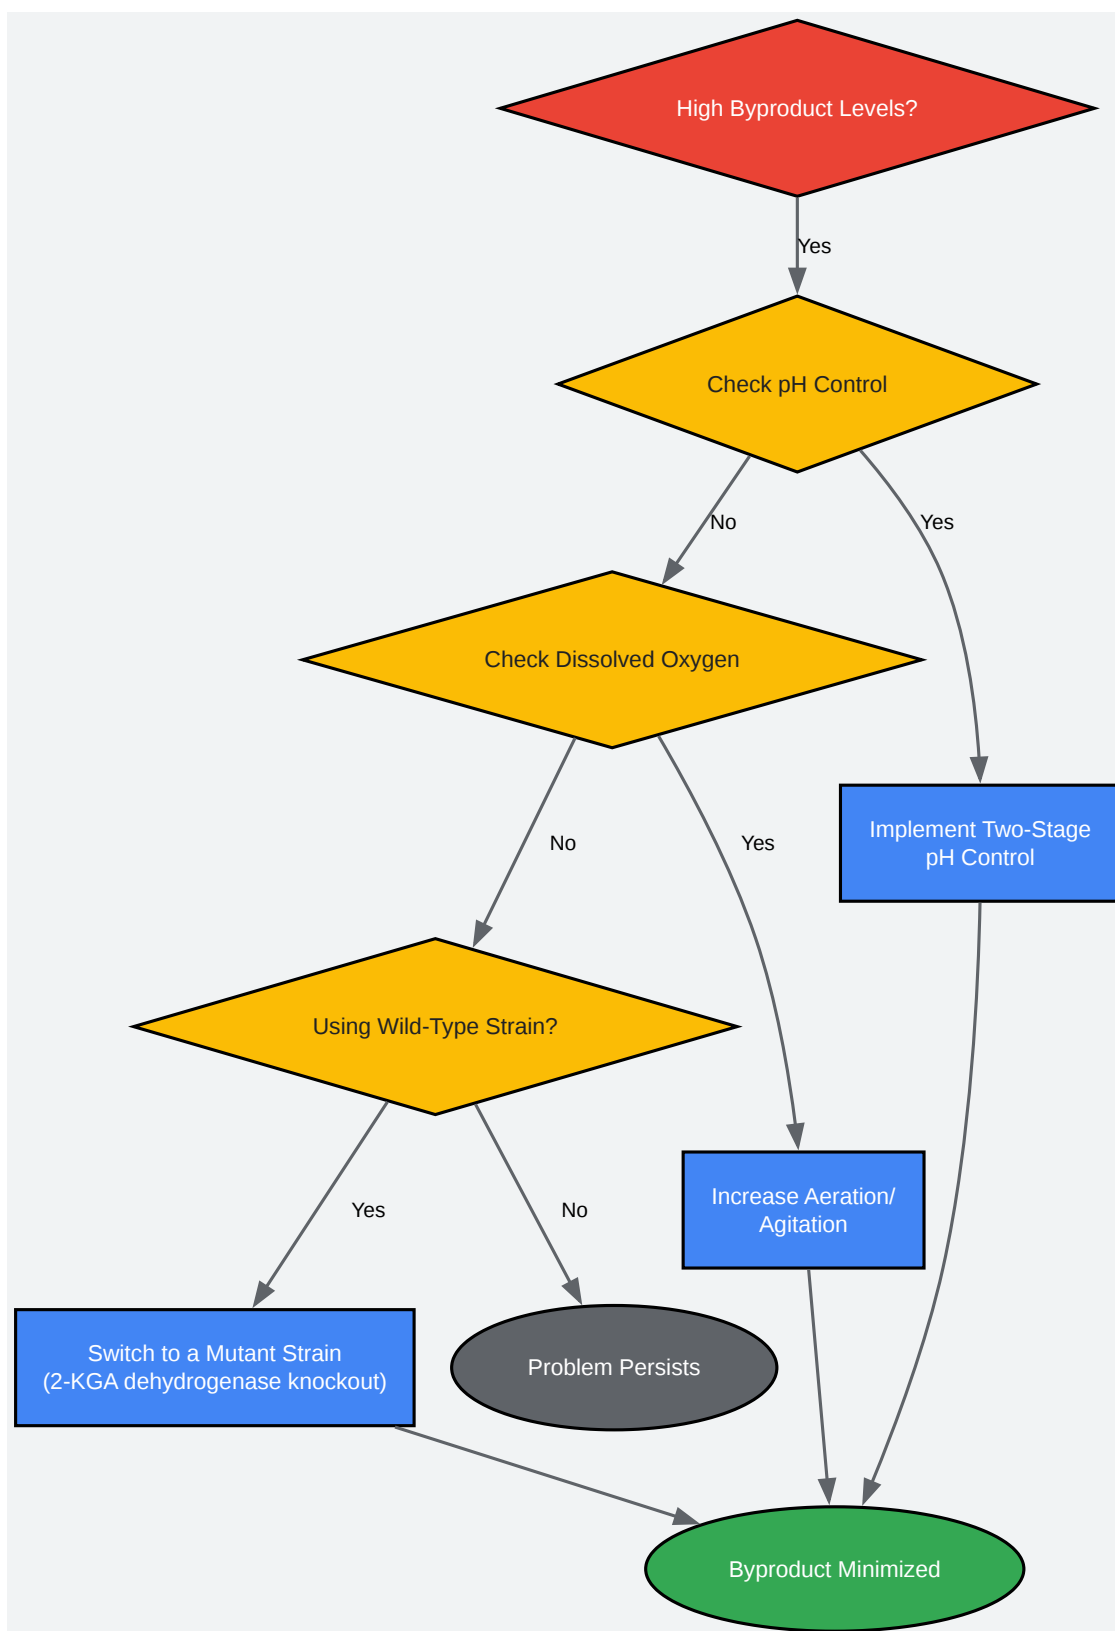 High Byproduct Levels?
Yes
Check pH Control
No
Yes
Check Dissolved Oxygen
No
Yes
Implement Two-Stage
pH Control
Using Wild-Type Strain?
Yes
No
Increase Aeration/
Agitation
Switch to a Mutant Strain
(2-KGA dehydrogenase knockout)
Problem Persists
Byproduct Minimized